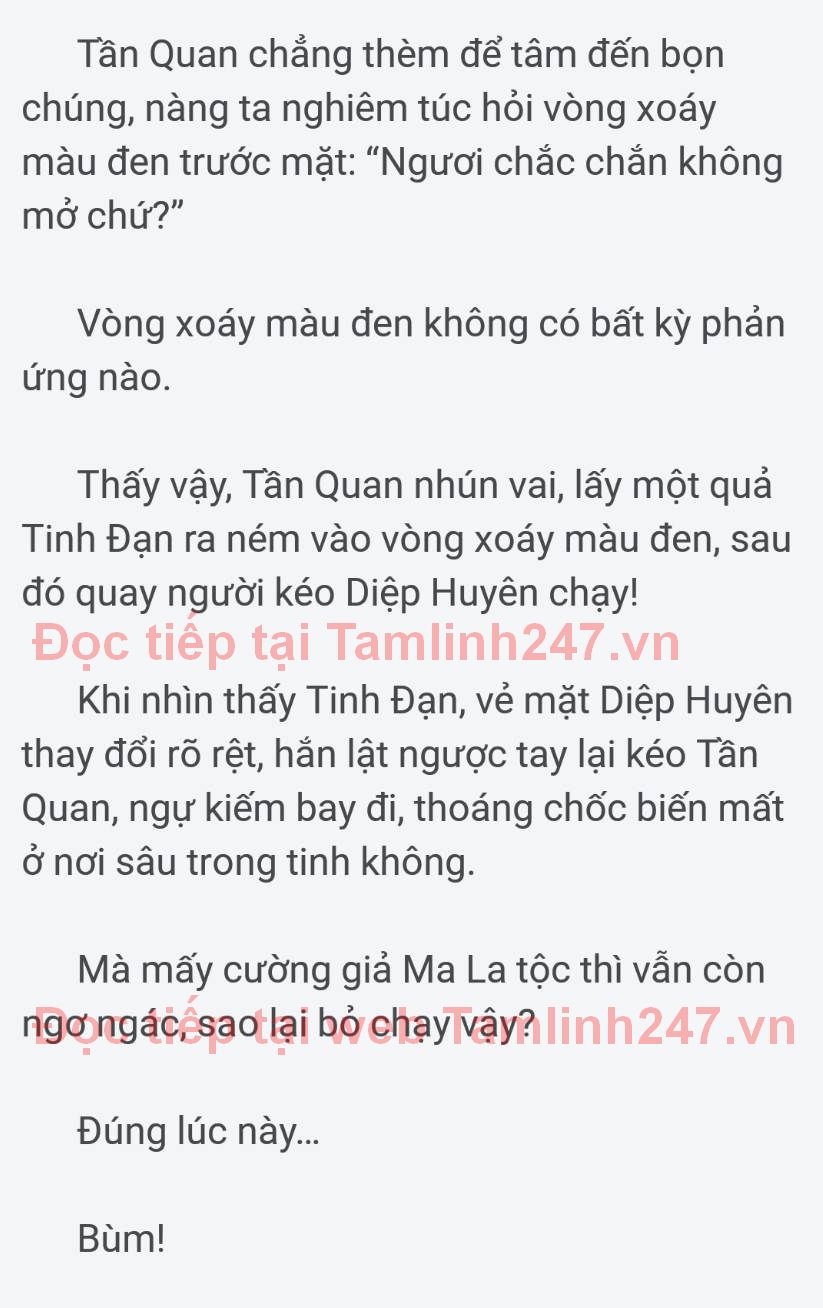 Tần Quan chẳng thèm để tâm đến bọn
chúng, nàng ta nghiêm túc hỏi vòng xoáy
màu đen trước mặt: “Ngươi chắc chắn không
mở chứ?”
Vòng xoáy màu đen không có bất kỳ phản
ứng nào.
Thấy vậy, Tần Quan nhún vai, lấy một quả
Tinh Đạn ra ném vào vòng xoáy màu đen, sau
đó quay người kéo Diệp Huyên chạy!
Đọc tiếp tại Tamlinh247.vn
Khi nhìn thấy Tinh Đạn, vẻ mặt Diệp Huyên
thay đổi rõ rệt, hắn lật ngược tay lại kéo Tần
Quan, ngự kiếm bay đi, thoáng chốc biến mất
ở nơi sâu trong tinh không.
Mà mấy cường giả Ma La tộc thì vẫn còn
ngơ ngác, sao lại bỏ chạy vậy?
Đọc tiếp tại web Tamlinh247.vn
Đúng lúc này...
Bùm!